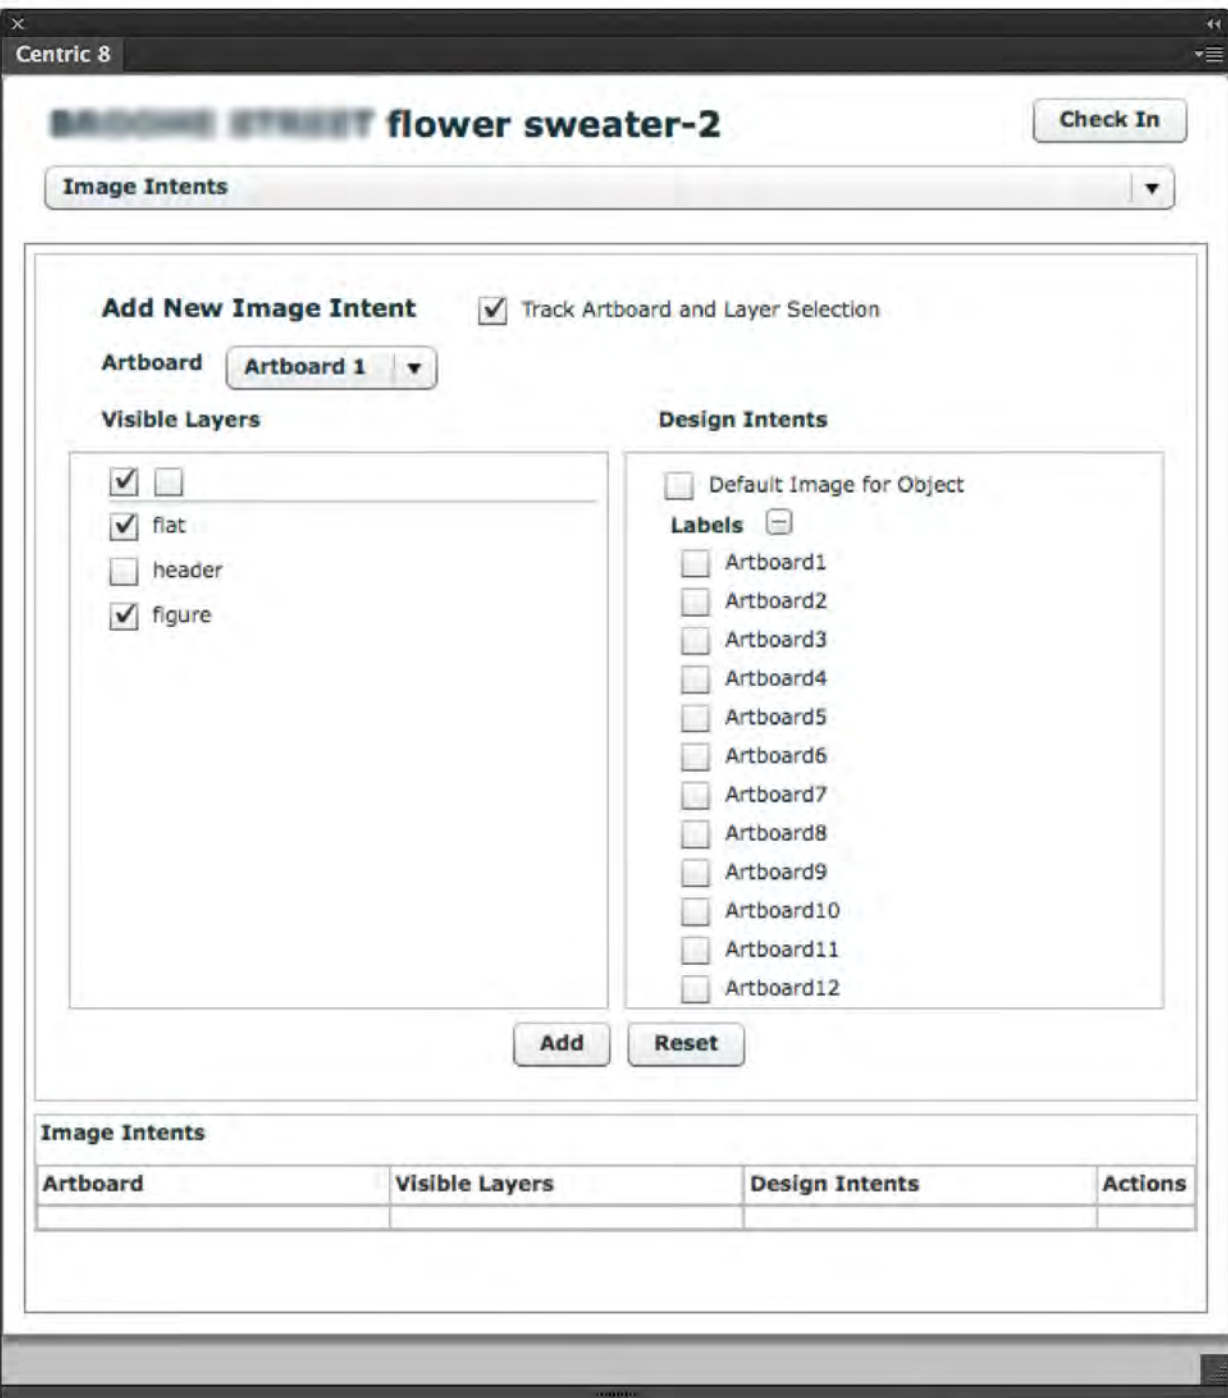 Centric 8
flower sweater-2
Check In
Image Intents
Add New Image Intent
Track Artboard and Layer Selection
Artboard
Artboard 1
Visible Layers
Design Intents
flat
header
figure
Default Image for Object
Labels
Artboard1
Artboard2
Artboard3
Artboard4
Artboard5
Artboard6
Artboard7
Artboard8
Artboard9
Artboard10
Artboard11
Artboard12
Add
Reset
Image Intents
Artboard
Visible Layers
Design Intents
Actions